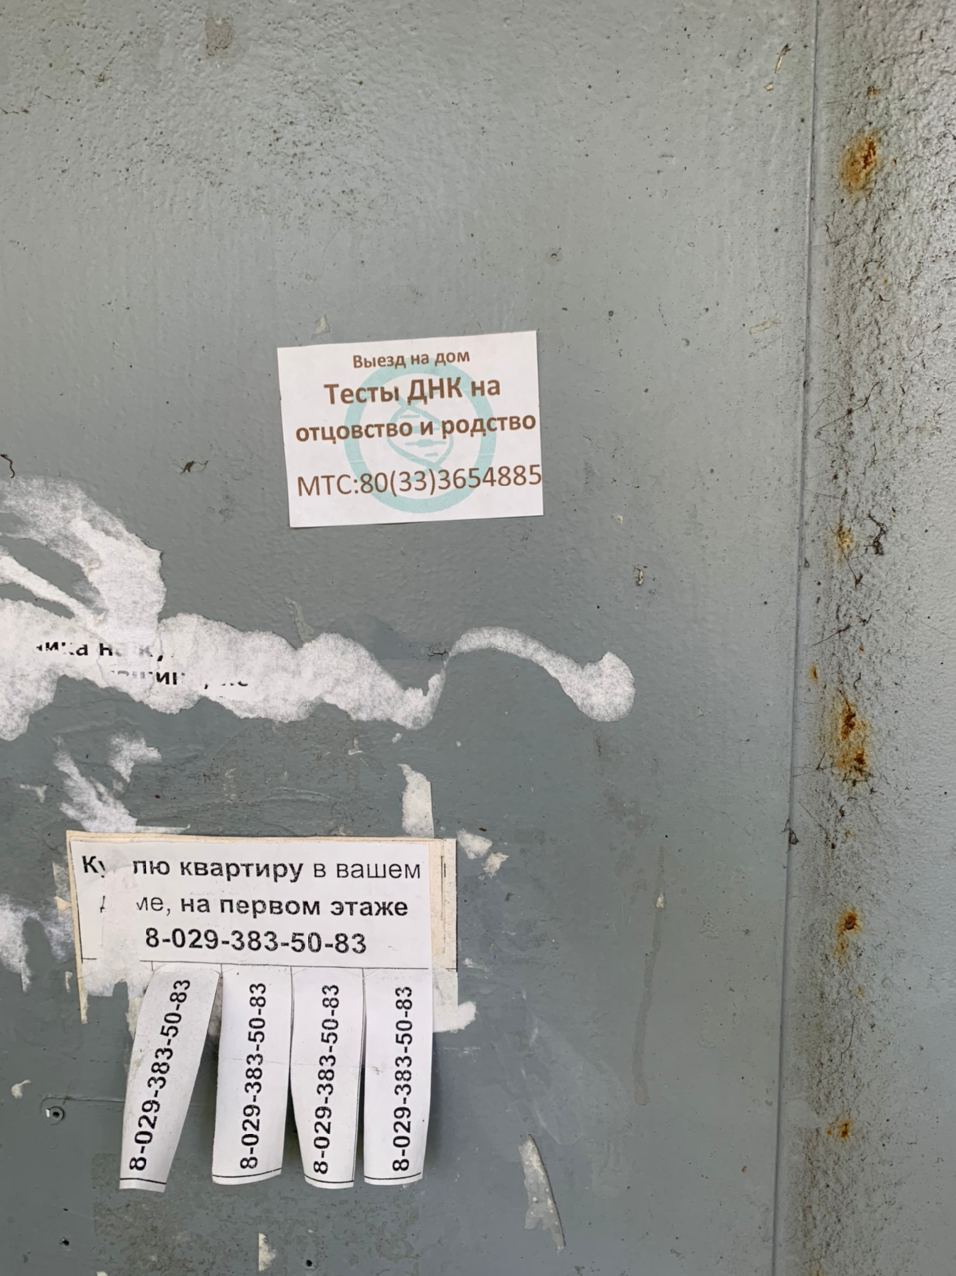 Выезд на дом
Тесты ДНК на
отцовство и родство
МТС:80(33)3654885
лю квартиру в вашем
ме, на первом этаже
8-029-383-50-83
8-029-383-50-83
8-029-383-50-83
8-029-383-50-83
8-029-383-50-83